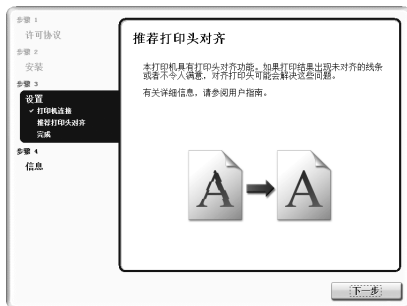 步骤 1
许可协议
步骤 2
安装
步骤 3
设置
✓ 打印机连接
推荐打印头对齐
完成
步骤 4
信息
推荐打印头对齐
本打印机具有打印头对齐功能。如果打印结果出现未对齐的线条
或者不令人满意，对齐打印头可能会解决这些问题。
有关详细信息，请参阅用户指南。
A
A
下一步